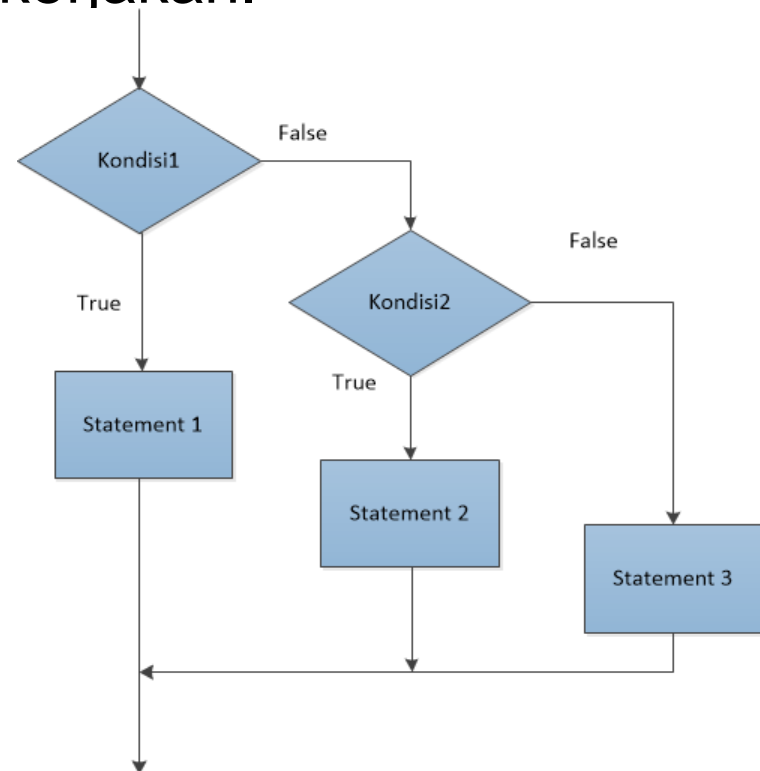 Kondisi1
False
Kondisi2
False
True
Statement 1
True
Statement 2
Statement 3